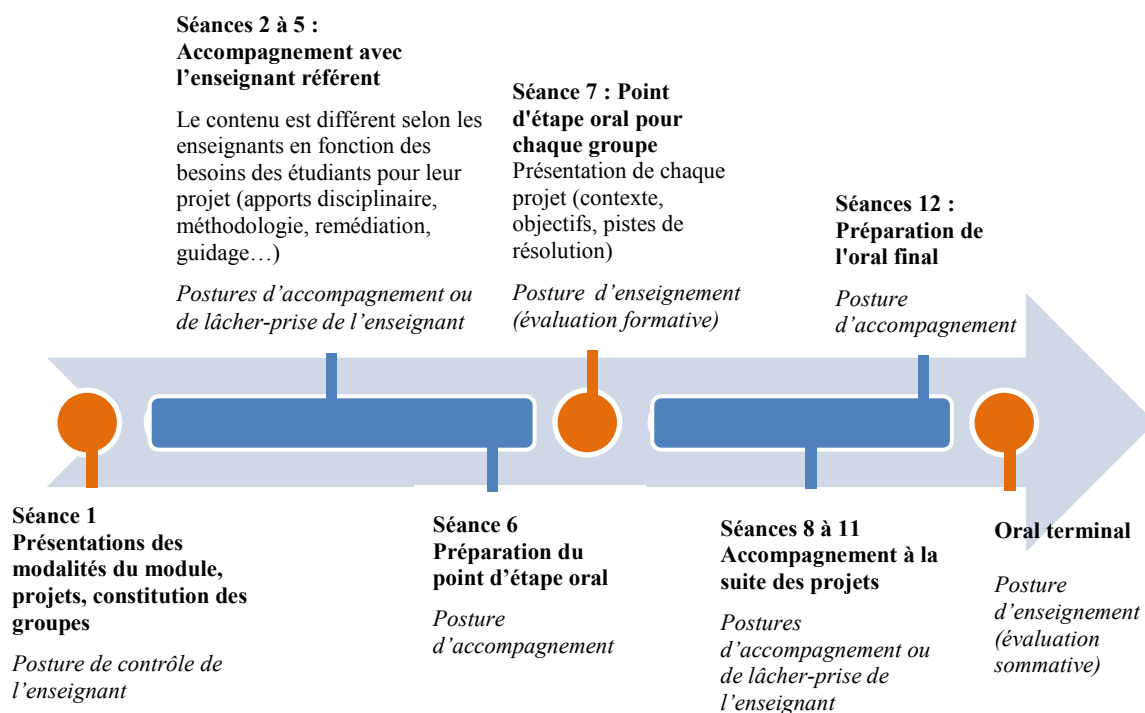 Séances 2 à 5 :
Accompagnement avec
l’enseignant référent
Le contenu est différent selon les
enseignants en fonction des
besoins des étudiants pour leur
projet (apports disciplinaire,
méthodologie, remédiation,
guidage…)
Postures d’accompagnement ou
de lâcher-prise de l’enseignant
Séance 7 : Point
d'étape oral pour
chaque groupe
Présentation de chaque
projet (contexte,
objectifs, pistes de
résolution)
Posture d’enseignement
(évaluation formative)
Séances 12 :
Préparation de
l'oral final
Posture
d’accompagnement
Séance 1
Présentations des
modalités du module,
projets, constitution des
groupes
Posture de contrôle de
l’enseignant
Séance 6
Préparation du
point d’étape oral
Posture
d’accompagnement
Séances 8 à 11
Accompagnement à la
suite des projets
Postures
d’accompagnement ou
de lâcher-prise de
l’enseignant
Oral terminal
Posture
d’enseignement
(évaluation
sommative)